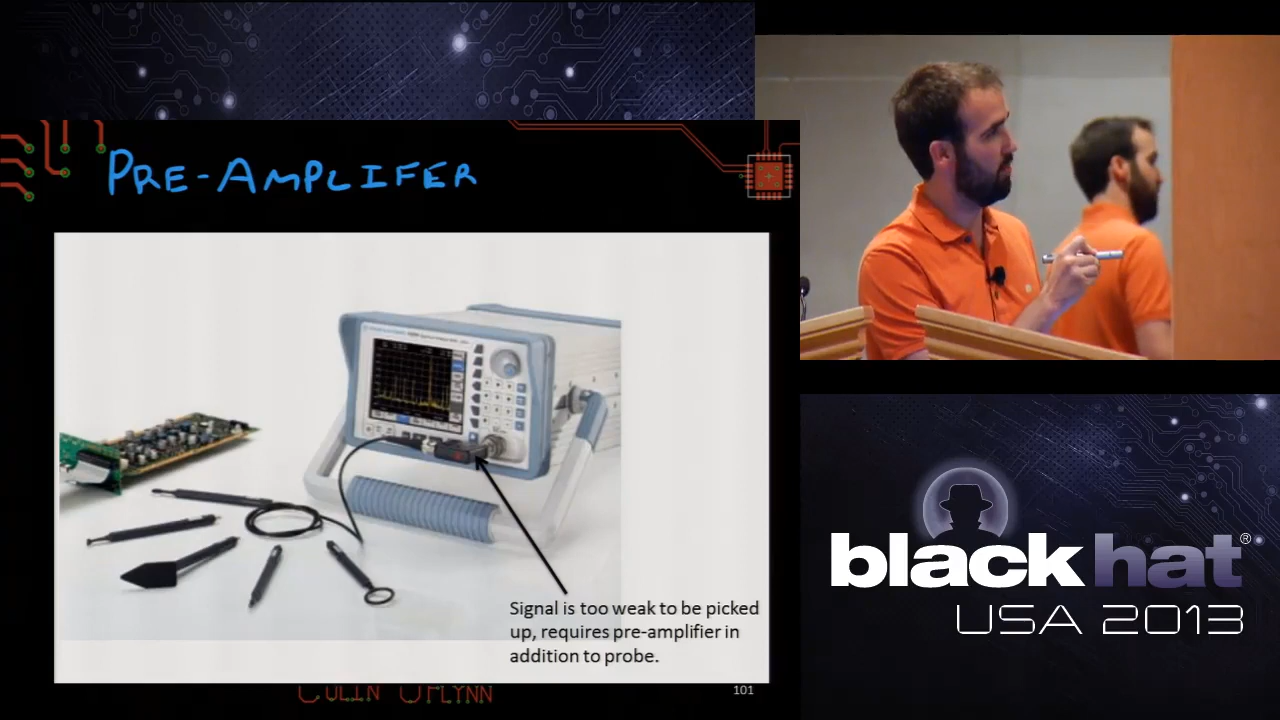 PRE-AMPLIFER
Signal is too weak to be picked
up, requires pre-amplifier in
addition to probe.
COLIN O'FLYNN
101
black hat®
USA 2013